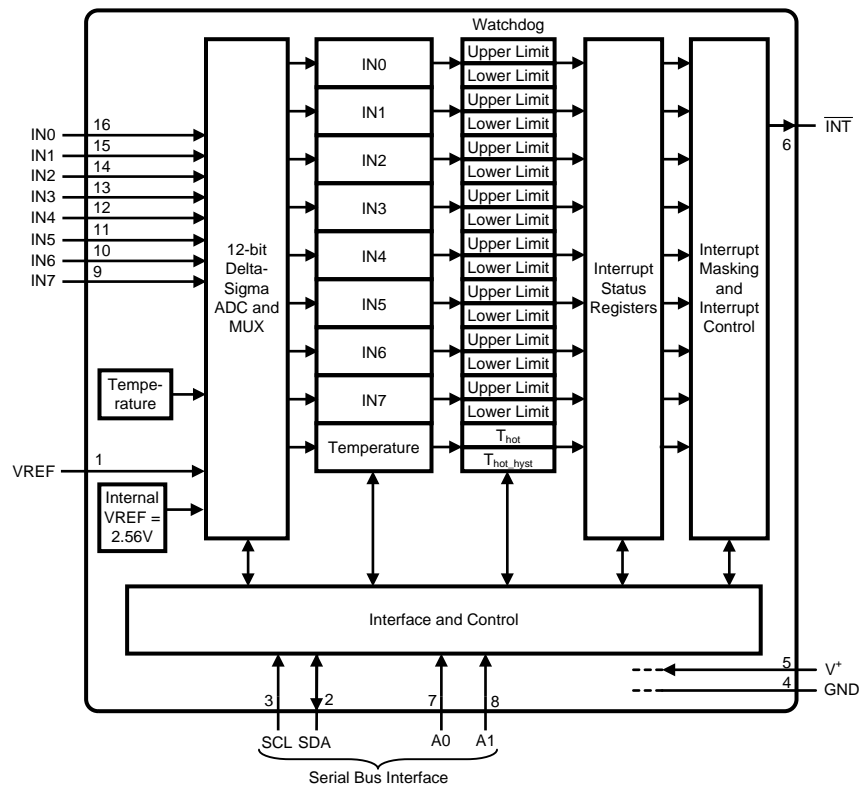 Watchdog
IN0 16
IN1 15
IN2 14
IN3 13
IN4 12
IN5 11
IN6 10
IN7 9
Tempe-
rature
VREF 1
Internal
VREF =
2.56V
12-bit
Delta-
Sigma
ADC and
MUX
IN0
IN1
IN2
IN3
IN4
IN5
IN6
IN7
Temperature
Upper Limit
Lower Limit
Upper Limit
Lower Limit
Upper Limit
Lower Limit
Upper Limit
Lower Limit
Upper Limit
Lower Limit
Upper Limit
Lower Limit
Upper Limit
Lower Limit
Upper Limit
Lower Limit
Thot
Thot_hyst
Interrupt
Status
Registers
Interrupt
Masking
and
Interrupt
Control
INT
6
Interface and Control
5 V+
4 GND
3 2 7 8
SCL SDA A0 A1
Serial Bus Interface